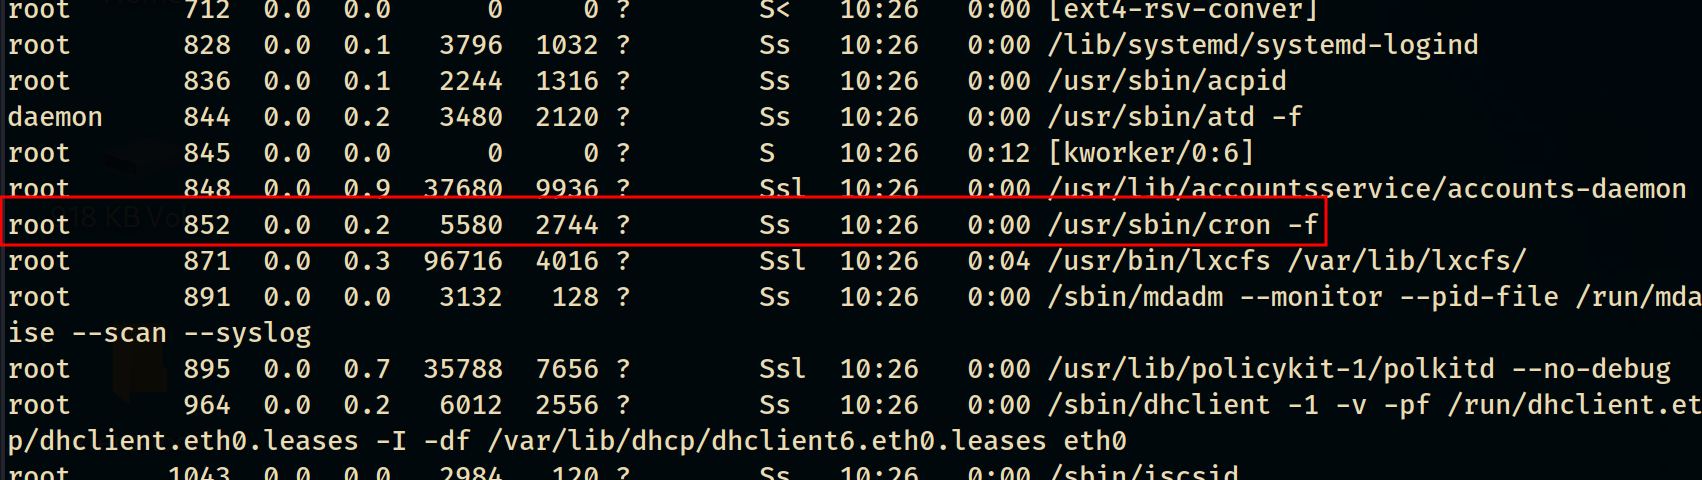 root 712 0.0 0.0 0 0 ? S< 10:26 0:00 [ext4-rsv-conver]
root 828 0.0 0.1 3796 1032 ? Ss 10:26 0:00 /lib/systemd/systemd-logind
root 836 0.0 0.1 2244 1316 ? Ss 10:26 0:00 /usr/sbin/acpid
daemon 844 0.0 0.2 3480 2120 ? Ss 10:26 0:00 /usr/sbin/atd -f
root 845 0.0 0.0 0 0 ? S 10:26 0:12 [kworker/0:6]
root 848 0.0 0.9 37680 9936 ? Ssl 10:26 0:00 /usr/lib/accountsservice/accounts-daemon
root 852 0.0 0.2 5580 2744 ? Ss 10:26 0:00 /usr/sbin/cron -f
root 871 0.0 0.3 96716 4016 ? Ssl 10:26 0:04 /usr/bin/lxcfs /var/lib/lxcfs/
root 891 0.0 0.0 3132 128 ? Ss 10:26 0:00 /sbin/mdadm --monitor --pid-file /run/mda
ise --scan --syslog
root 895 0.0 0.7 35788 7656 ? Ssl 10:26 0:00 /usr/lib/policykit-1/polkitd --no-debug
root 964 0.0 0.2 6012 2556 ? Ss 10:26 0:00 /sbin/dhclient -1 -v -pf /run/dhclient.et
p/dhclient.eth0.leases -I -df /var/lib/dhcp/dhclient6.eth0.leases eth0
root 1043 0.0 0.0 2984 120 ? Ss 10:26 0:00 /sbin/iscsid